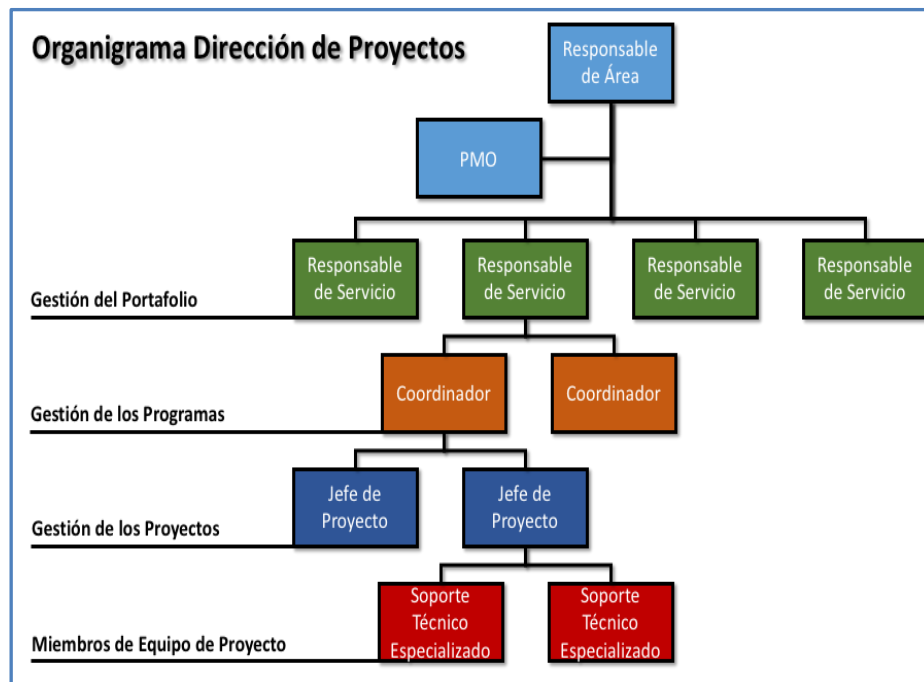 Organigrama Dirección de Proyectos
Responsable
de Área
PMO
Responsable
de Servicio
Responsable
de Servicio
Responsable
de Servicio
Responsable
de Servicio
Gestión del Portafolio
Coordinador
Coordinador
Gestión de los Programas
Jefe de
Proyecto
Jefe de
Proyecto
Gestión de los Proyectos
Soporte
Técnico
Especializado
Soporte
Técnico
Especializado
Miembros de Equipo de Proyecto